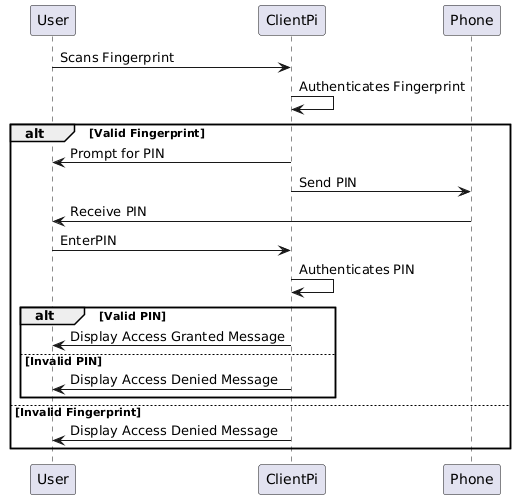 User ClientPi Phone
Scans Fingerprint
Authenticates Fingerprint
alt [Valid Fingerprint]
Prompt for PIN
Send PIN
Receive PIN
EnterPIN
Authenticates PIN
alt [Valid PIN]
Display Access Granted Message
[Invalid PIN]
Display Access Denied Message
[Invalid Fingerprint]
Display Access Denied Message
User ClientPi Phone